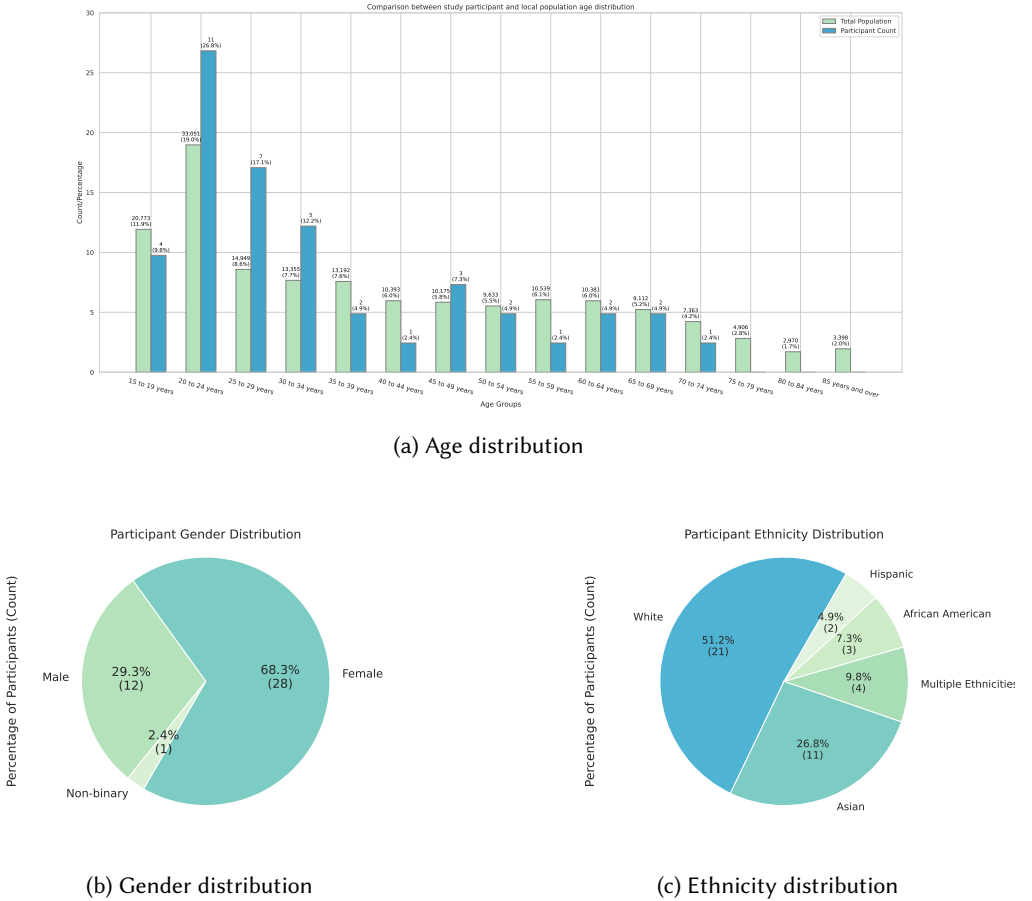 Comparison between study participant and local population age distribution
Total Population
Participant Count
Count/Percentage
30
25
20
15
10
5
0
20,773
(11.9%)
4
(9.8%)
33,051
(19.0%)
11
(26.8%)
14,949
(8.6%)
7
(17.1%)
13,355
(7.7%)
5
(12.2%)
13,192
(7.6%)
2
(4.9%)
10,393
(6.0%)
1
(2.4%)
10,175
(5.8%)
3
(7.3%)
9,633
(5.5%)
2
(4.9%)
10,539
(6.1%)
1
(2.4%)
10,381
(6.0%)
2
(4.9%)
9,112
(5.2%)
2
(4.9%)
7,363
(4.2%)
1
(2.4%)
4,906
(2.8%)
2,970
(1.7%)
3,398
(2.0%)
15 to 19 years
20 to 24 years
25 to 29 years
30 to 34 years
35 to 39 years
40 to 44 years
45 to 49 years
50 to 54 years
55 to 59 years
60 to 64 years
65 to 69 years
70 to 74 years
75 to 79 years
80 to 84 years
85 years and over
Age Groups
(a) Age distribution
Participant Gender Distribution
Percentage of Participants (Count)
Male
29.3%
(12)
68.3%
(28)
Female
2.4%
(1)
Non-binary
(b) Gender distribution
Participant Ethnicity Distribution
Percentage of Participants (Count)
Hispanic
4.9%
(2)
African American
7.3%
(3)
White
51.2%
(21)
Multiple Ethnicities
9.8%
(4)
26.8%
(11)
Asian
(c) Ethnicity distribution